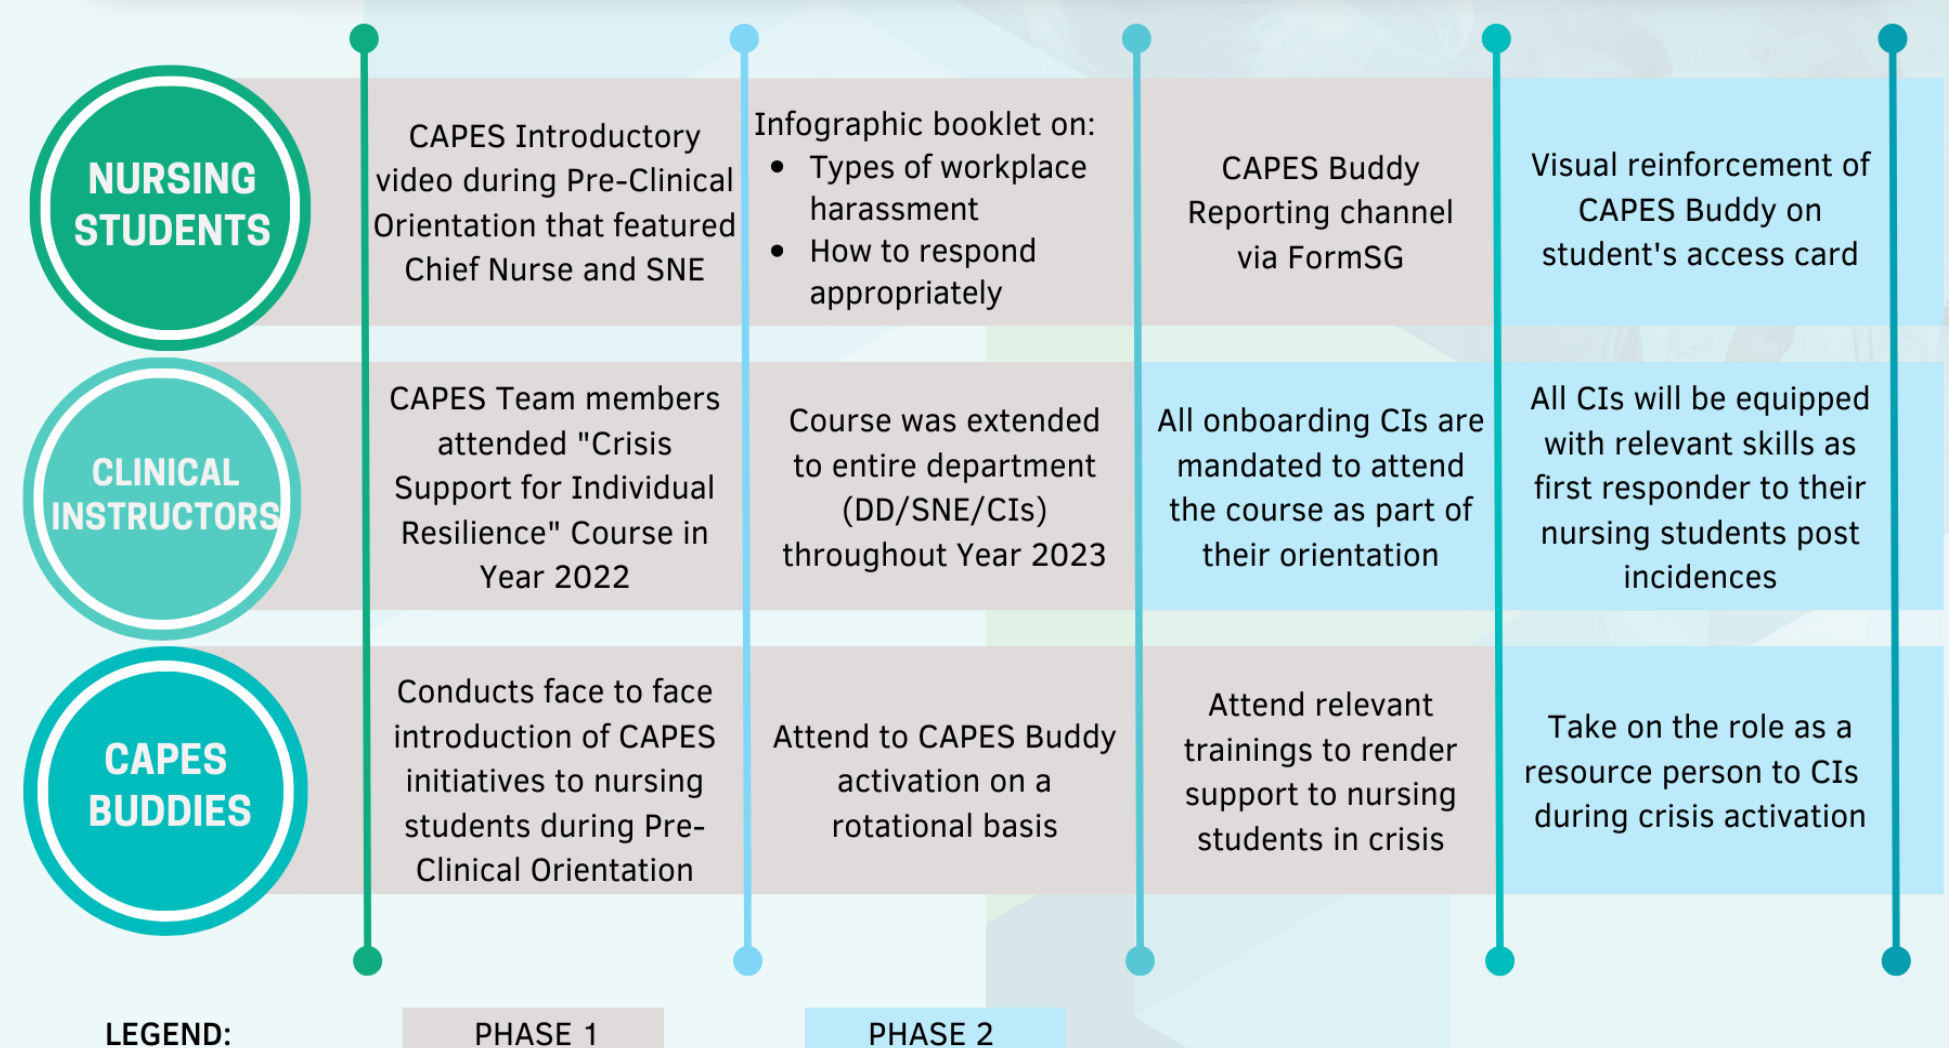 NURSING
STUDENTS
CAPES Introductory
video during Pre-Clinical
Orientation that featured
Chief Nurse and SNE
Infographic booklet on:
• Types of workplace
harassment
• How to respond
appropriately
CAPES Buddy
Reporting channel
via FormSG
Visual reinforcement of
CAPES Buddy on
student's access card
CLINICAL
INSTRUCTORS
CAPES Team members
attended "Crisis
Support for Individual
Resilience" Course in
Year 2022
Course was extended
to entire department
(DD/SNE/CIs)
throughout Year 2023
All onboarding CIs are
mandated to attend
the course as part of
their orientation
All CIs will be equipped
with relevant skills as
first responder to their
nursing students post
incidences
CAPES
BUDDIES
Conducts face to face
introduction of CAPES
initiatives to nursing
students during Pre-
Clinical Orientation
Attend to CAPES Buddy
activation on a
rotational basis
Attend relevant
trainings to render
support to nursing
students in crisis
Take on the role as a
resource person to CIs
during crisis activation
LEGEND:
PHASE 1
PHASE 2